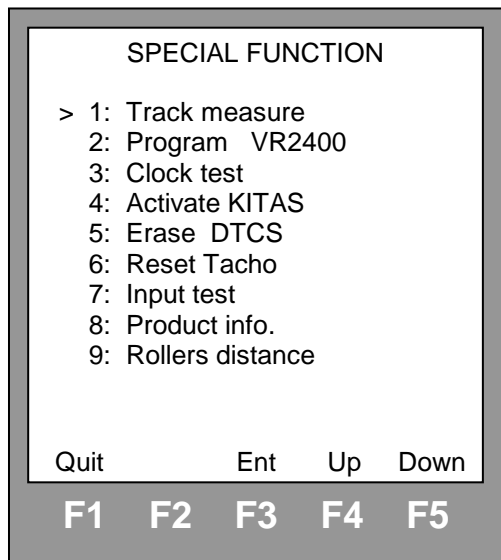 SPECIAL FUNCTION
> 1: Track measure
2: Program VR2400
3: Clock test
4: Activate KITAS
5: Erase DTCS
6: Reset Tacho
7: Input test
8: Product info.
9: Rollers distance
Quit Ent Up Down
F1 F2 F3 F4 F5